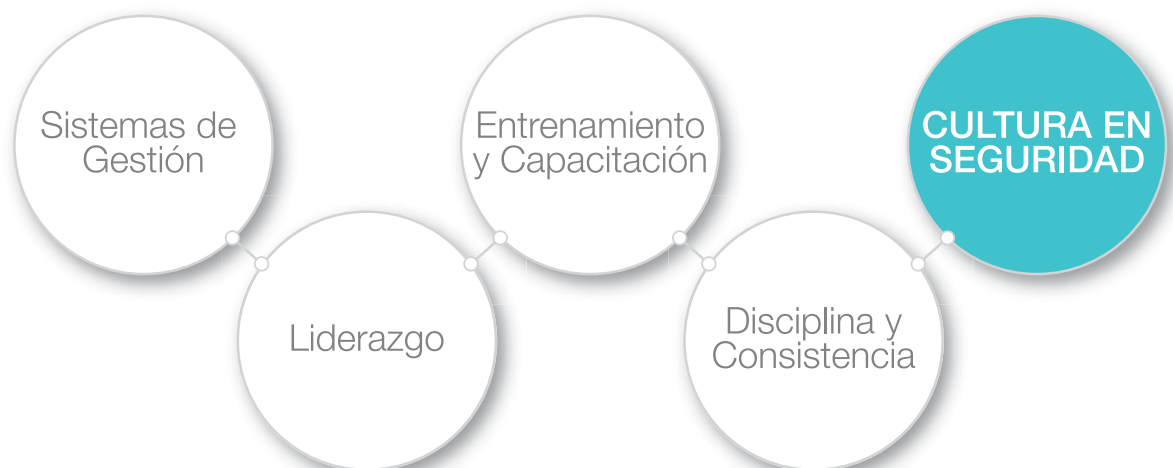 Sistemas de
Gestión
Liderazgo
Entrenamiento
y Capacitación
Disciplina y
Consistencia
CULTURA EN
SEGURIDAD